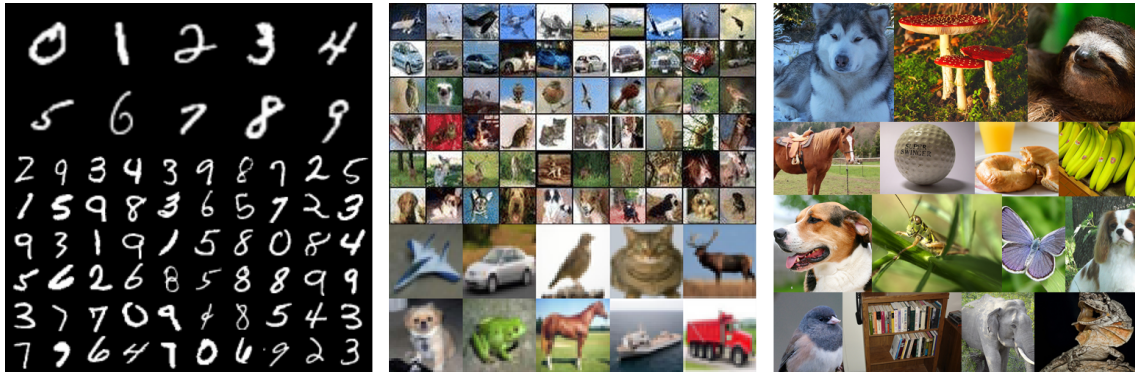 0 1 2 3 4
5 6 7 8 9
2 9 3 4 3 9 8 7 2 5
1 5 9 8 3 6 5 7 2 3
9 3 1 9 1 5 8 0 8 4
5 6 2 6 8 5 8 8 9 9
3 7 7 0 9 4 8 5 4 3
7 9 6 4 7 0 6 9 2 3